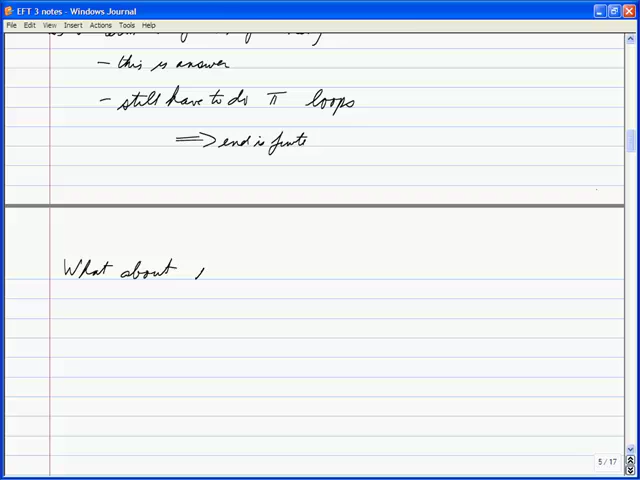 EFT 3 notes - Windows Journal
File Edit View Insert Actions Tools Help
- this is answer
- still have to do π loops
⟹ end is finite
What about
5 / 17